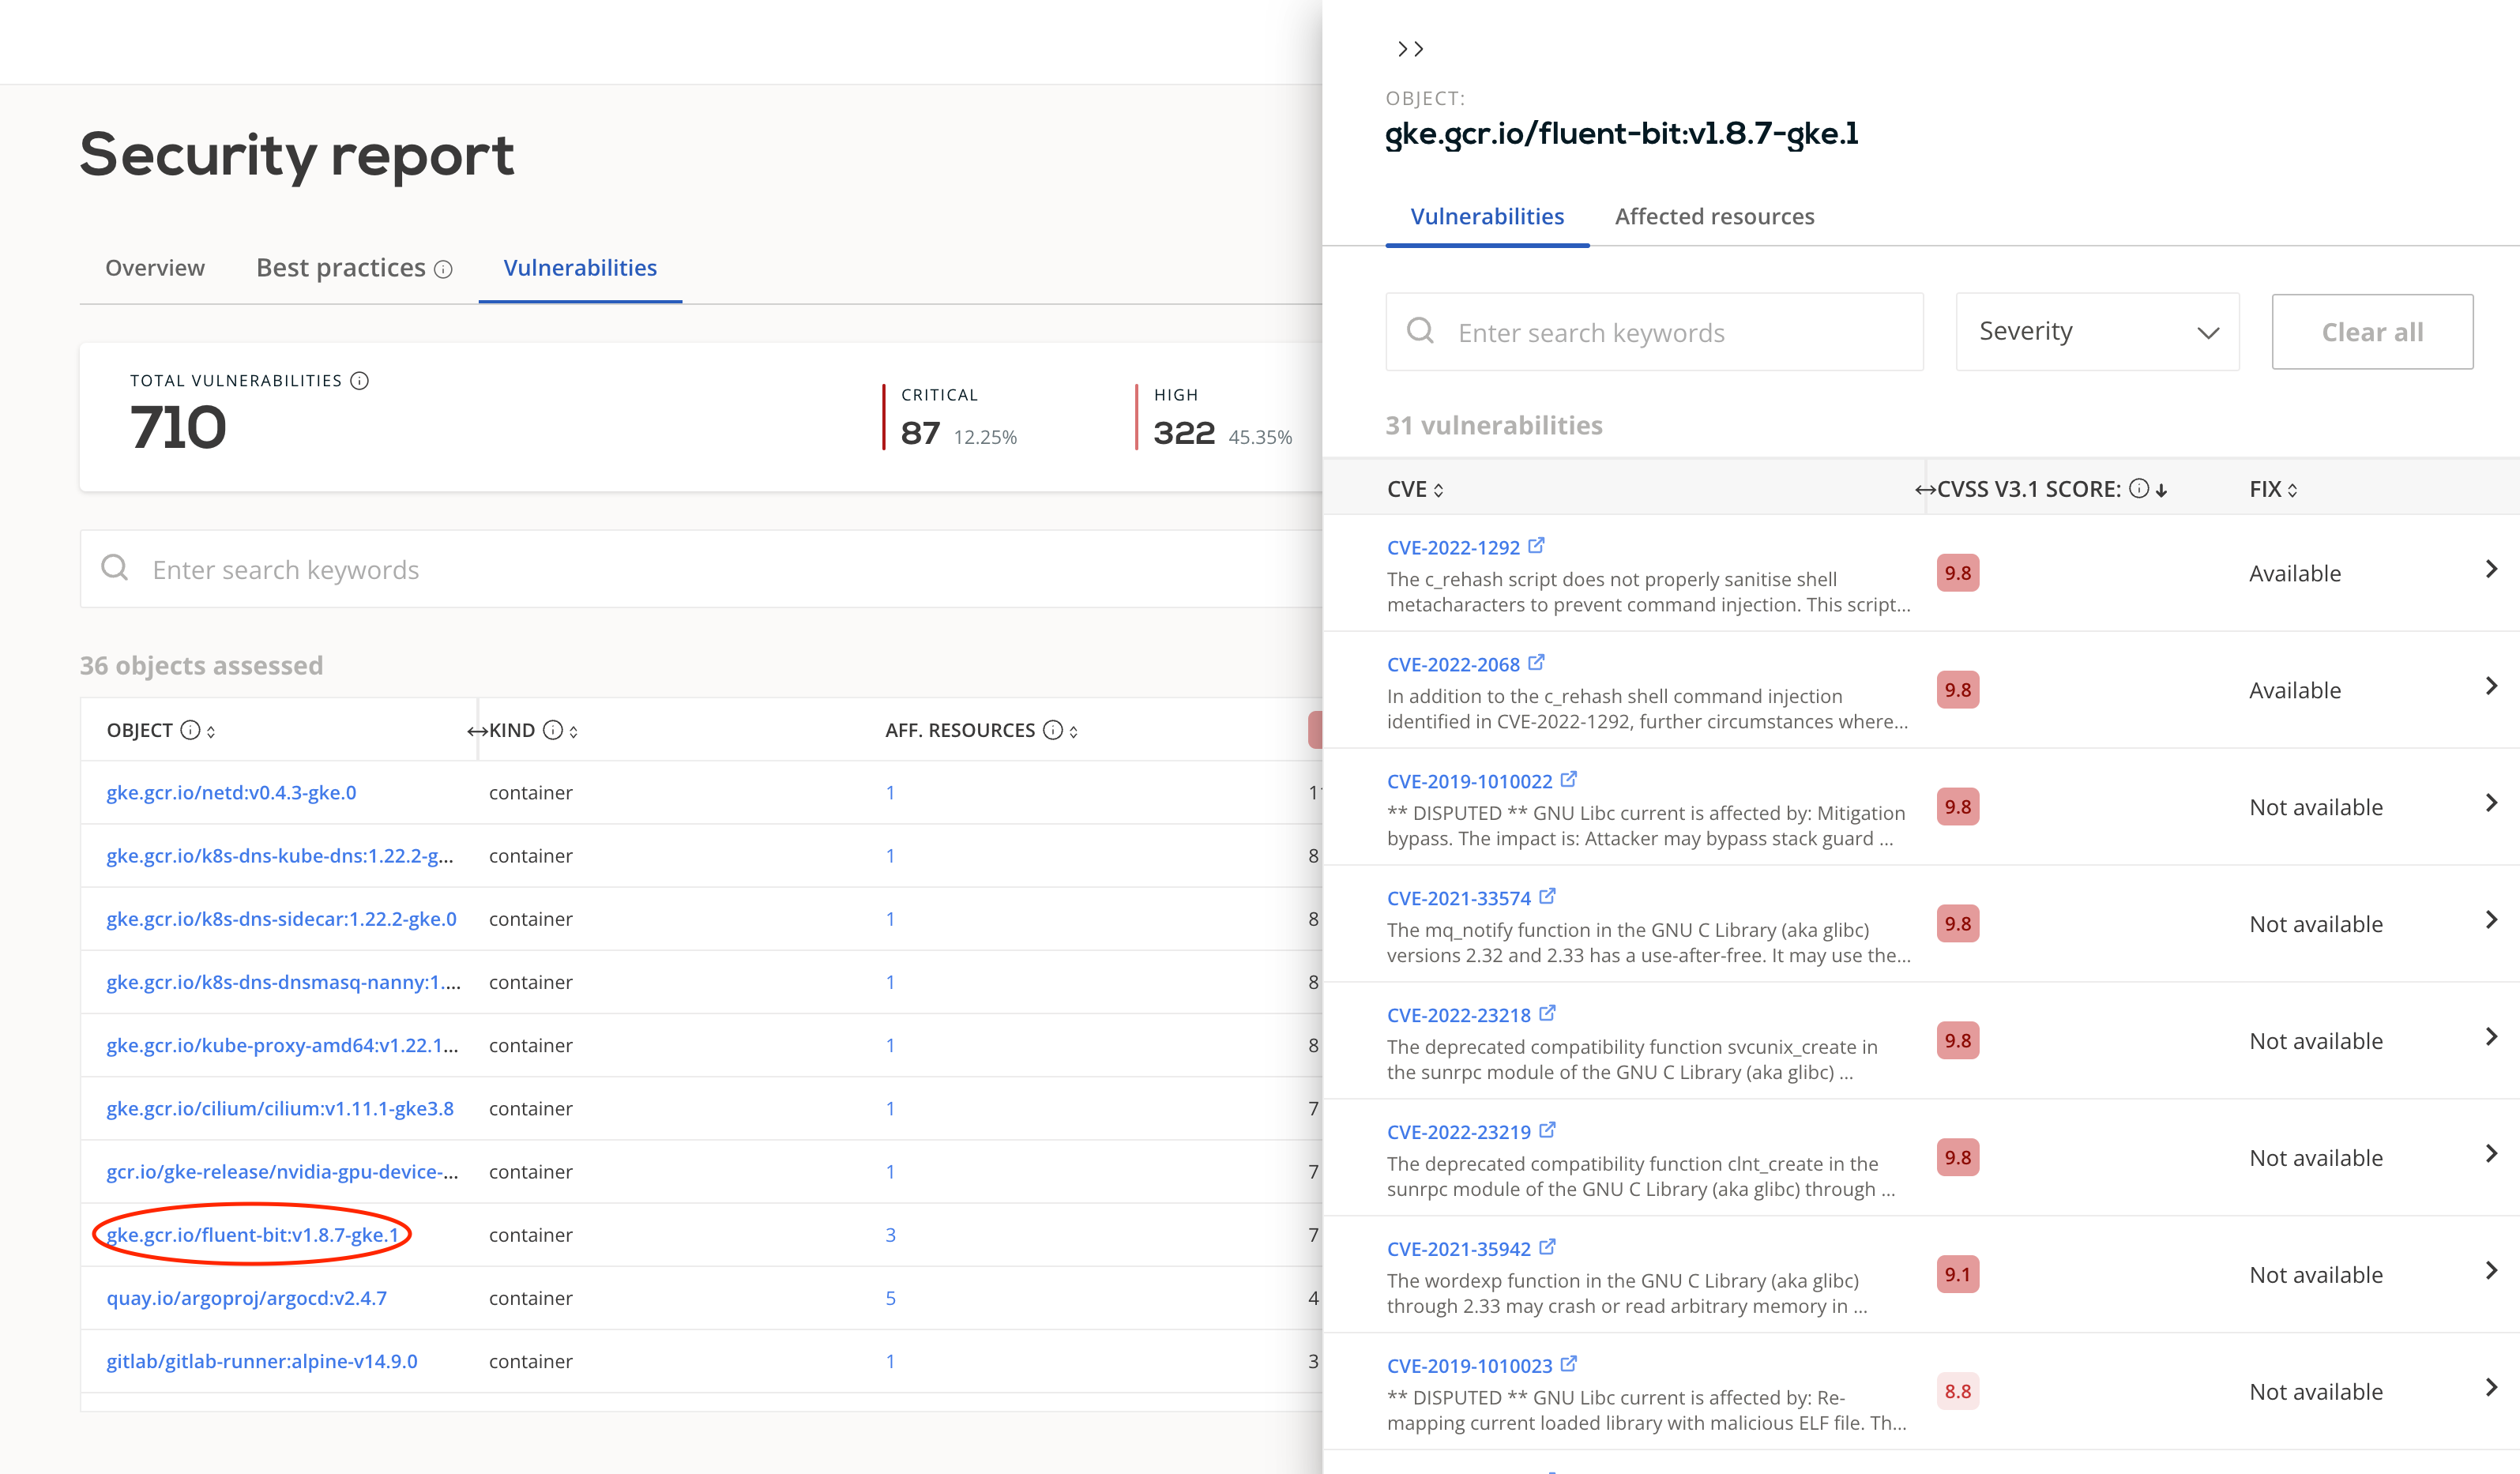 Security report
Overview Best practices Vulnerabilities
TOTAL VULNERABILITIES
710
CRITICAL
87 12.25%
HIGH
322 45.35%
Enter search keywords
36 objects assessed
OBJECT KIND AFF. RESOURCES
gke.gcr.io/netd:v0.4.3-gke.0 container 1
gke.gcr.io/k8s-dns-kube-dns:1.22.2-g... container 1 8
gke.gcr.io/k8s-dns-sidecar:1.22.2-gke.0 container 1 8
gke.gcr.io/k8s-dns-dnsmasq-nanny:1.... container 1 8
gke.gcr.io/kube-proxy-amd64:v1.22.1... container 1 8
gke.gcr.io/cilium/cilium:v1.11.1-gke3.8 container 1 7
gcr.io/gke-release/nvidia-gpu-device-... container 1 7
gke.gcr.io/fluent-bit:v1.8.7-gke.1 container 3 7
quay.io/argoproj/argocd:v2.4.7 container 5 4
gitlab/gitlab-runner:alpine-v14.9.0 container 1 3
OBJECT:
gke.gcr.io/fluent-bit:v1.8.7-gke.1
Vulnerabilities Affected resources
Enter search keywords Severity Clear all
31 vulnerabilities
CVE CVSS V3.1 SCORE: FIX
CVE-2022-1292
The c_rehash script does not properly sanitise shell
metacharacters to prevent command injection. This script...
9.8 Available
CVE-2022-2068
In addition to the c_rehash shell command injection
identified in CVE-2022-1292, further circumstances where...
9.8 Available
CVE-2019-1010022
** DISPUTED ** GNU Libc current is affected by: Mitigation
bypass. The impact is: Attacker may bypass stack guard ...
9.8 Not available
CVE-2021-33574
The mq_notify function in the GNU C Library (aka glibc)
versions 2.32 and 2.33 has a use-after-free. It may use the...
9.8 Not available
CVE-2022-23218
The deprecated compatibility function svcunix_create in
the sunrpc module of the GNU C Library (aka glibc) ...
9.8 Not available
CVE-2022-23219
The deprecated compatibility function clnt_create in the
sunrpc module of the GNU C Library (aka glibc) through ...
9.8 Not available
CVE-2021-35942
The wordexp function in the GNU C Library (aka glibc)
through 2.33 may crash or read arbitrary memory in ...
9.1 Not available
CVE-2019-1010023
** DISPUTED ** GNU Libc current is affected by: Re-
mapping current loaded library with malicious ELF file. Th...
8.8 Not available